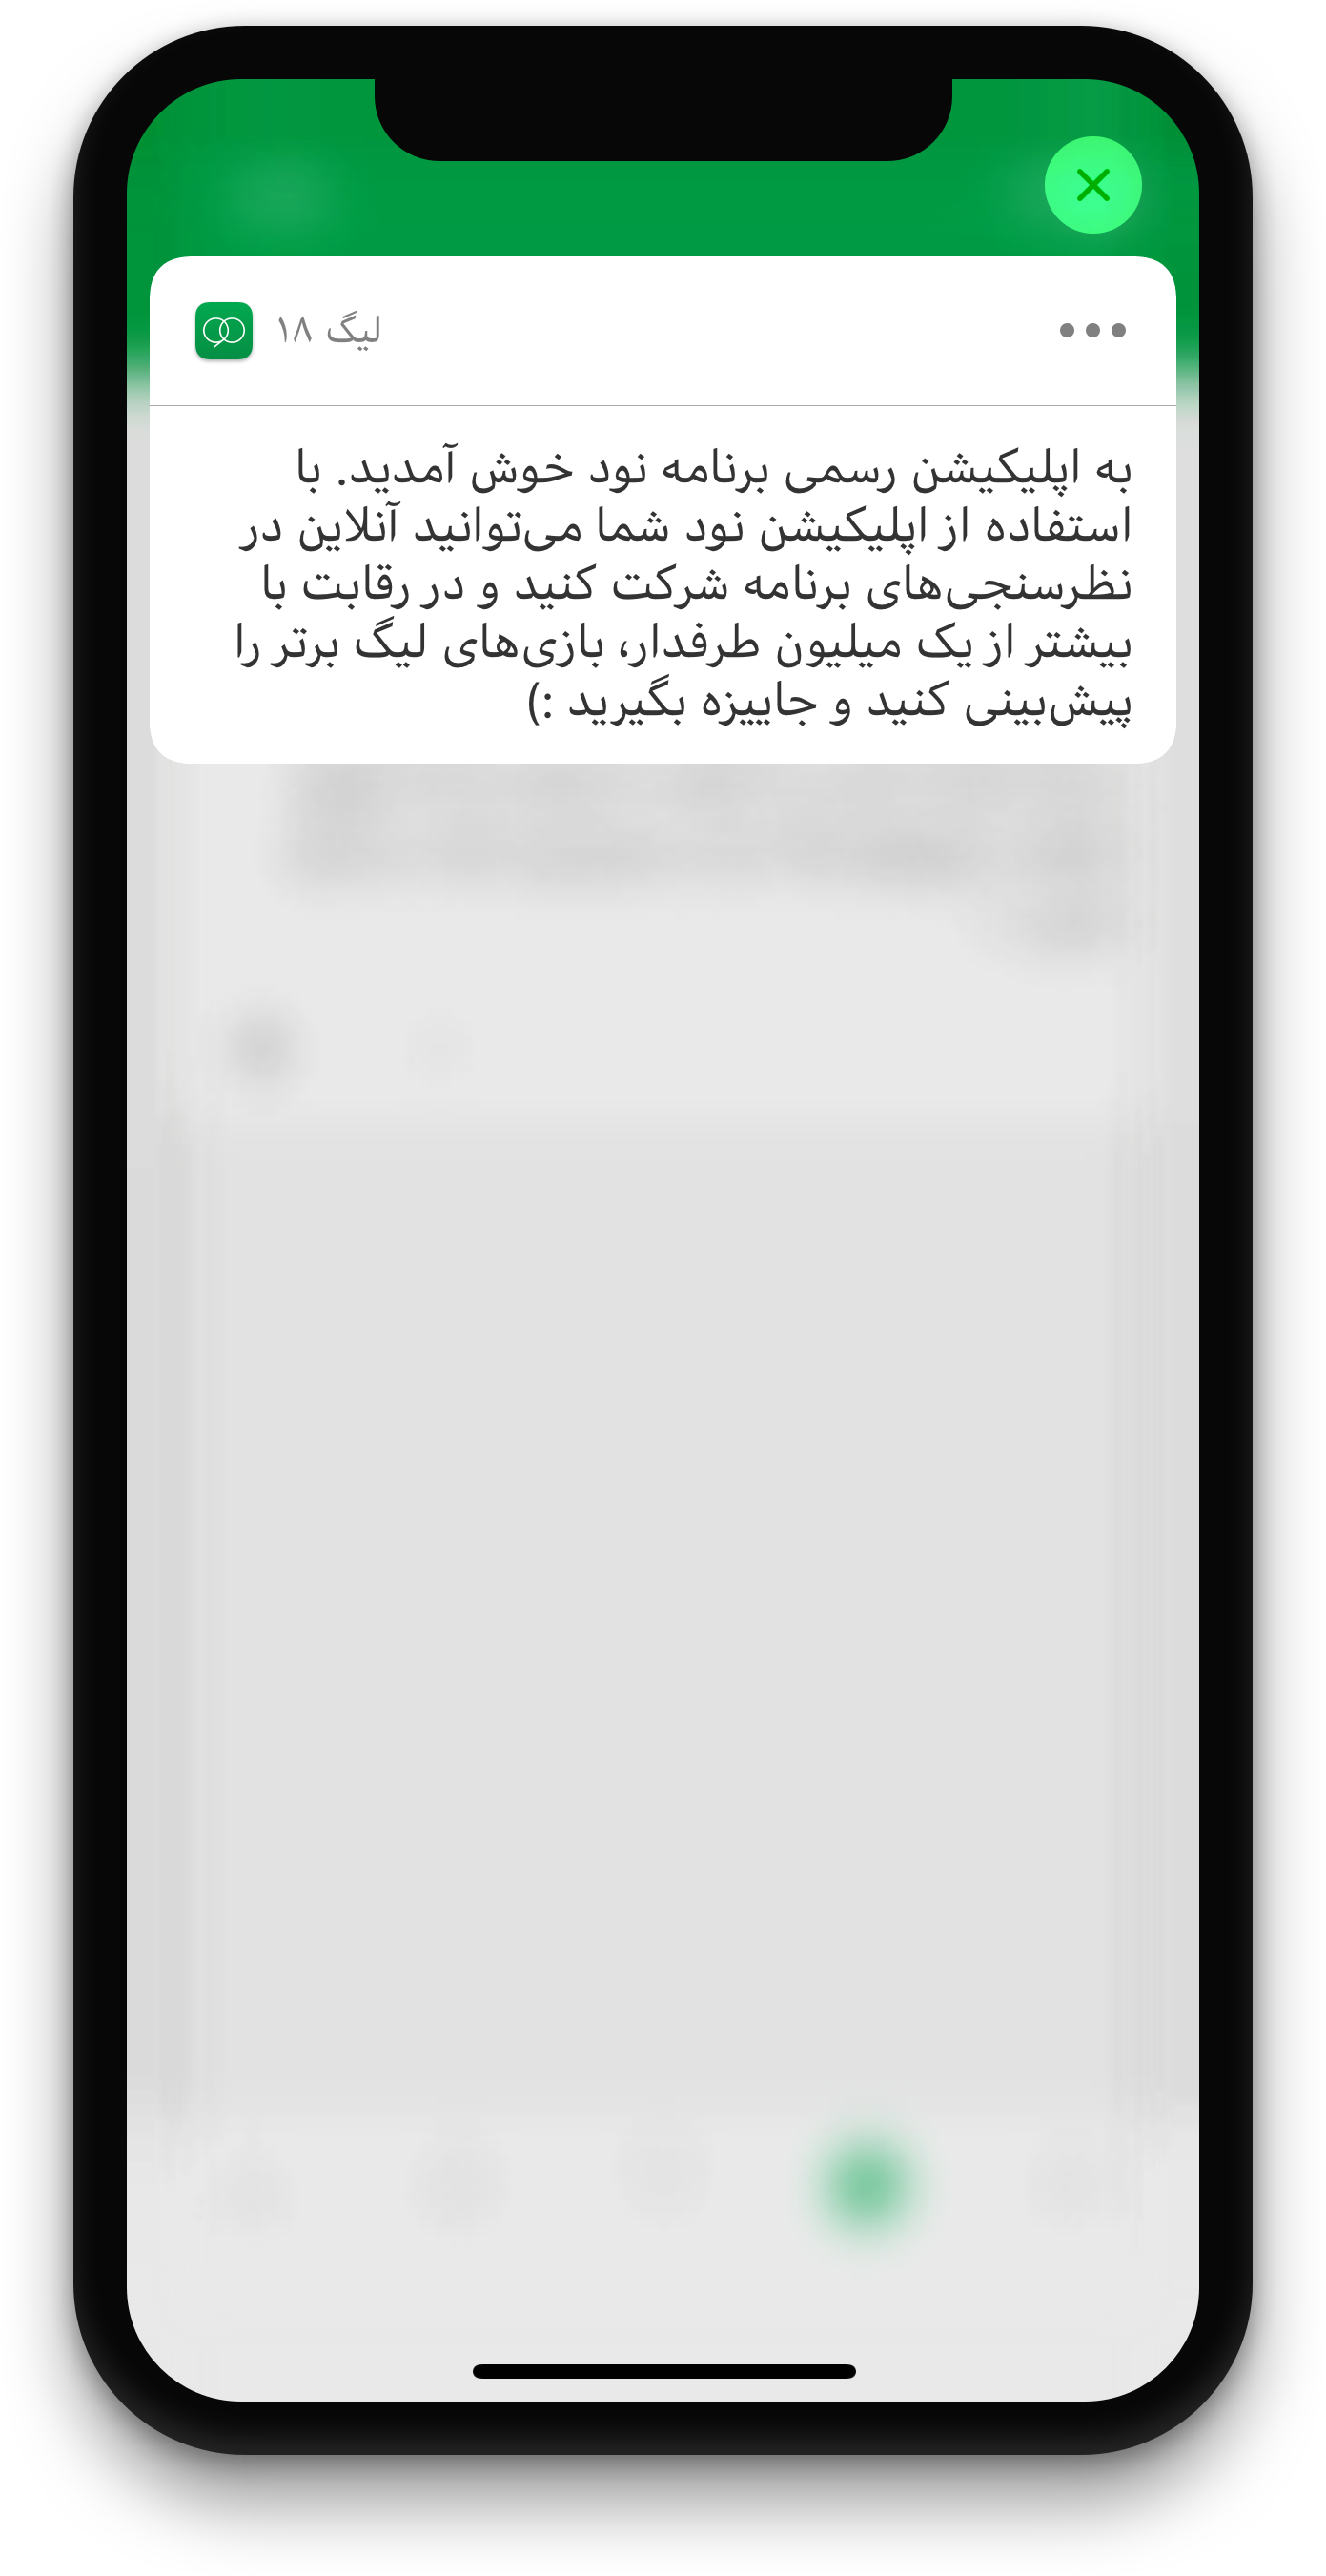 لیگ ۱۸
به اپلیکیشن رسمی برنامه نود خوش آمدید. با
استفاده از اپلیکیشن نود شما می‌توانید آنلاین در
نظرسنجی‌های برنامه شرکت کنید و در رقابت با
بیشتر از یک میلیون طرفدار، بازی‌های لیگ برتر را
پیش‌بینی کنید و جاییزه بگیرید :)